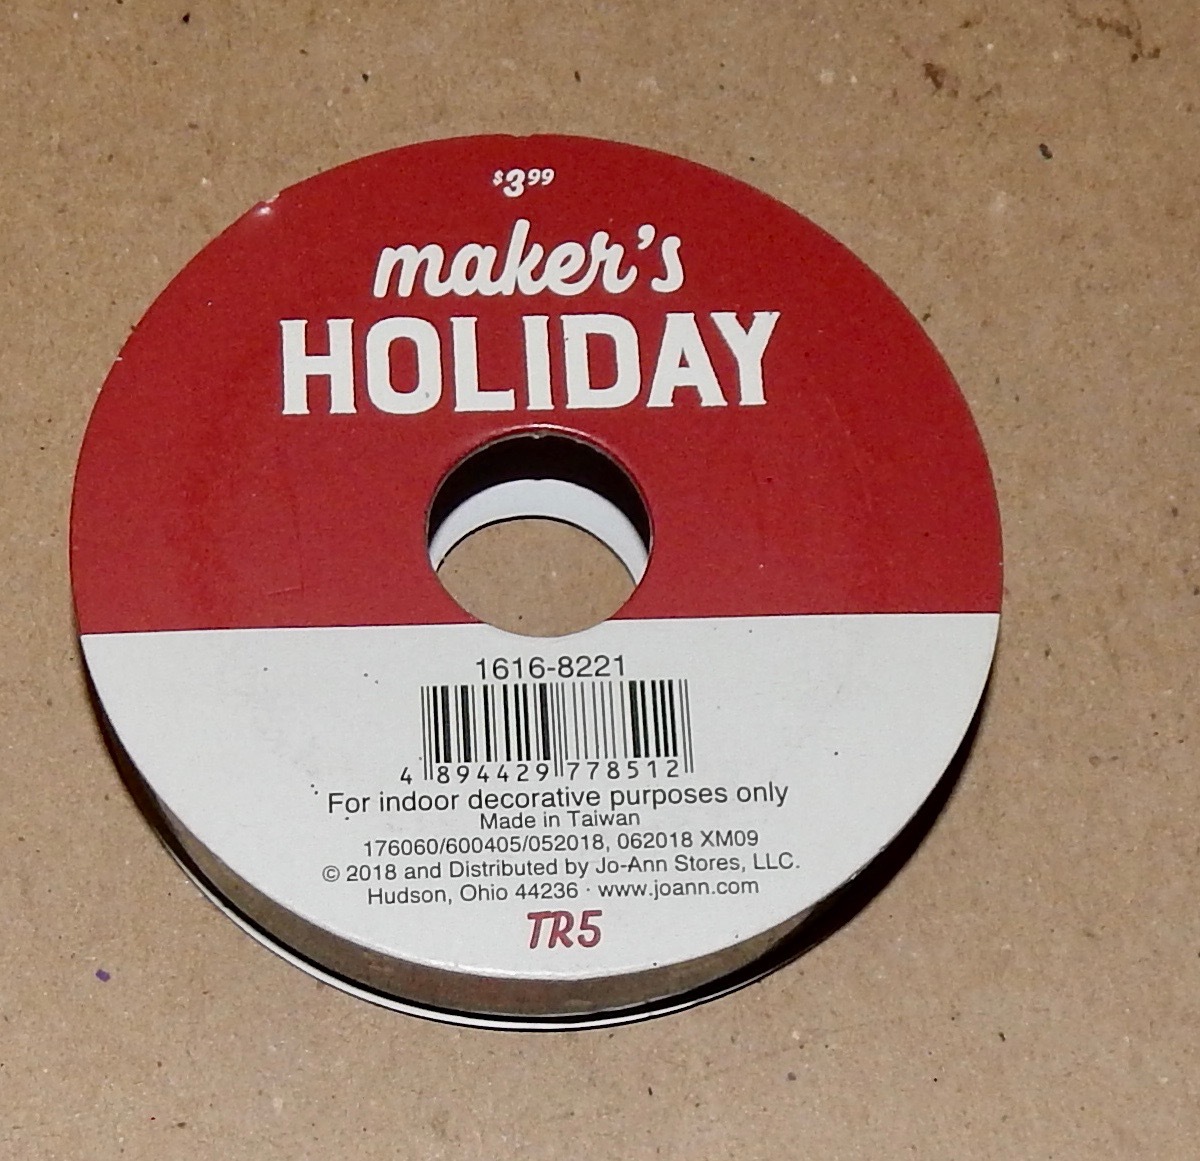 $3.99
maker's
HOLIDAY
1616-8221
4 894429 778512
For indoor decorative purposes only
Made in Taiwan
176060/600405/052018, 062018 XM09
© 2018 and Distributed by Jo-Ann Stores, LLC.
Hudson, Ohio 44236 · www.joann.com
TR5